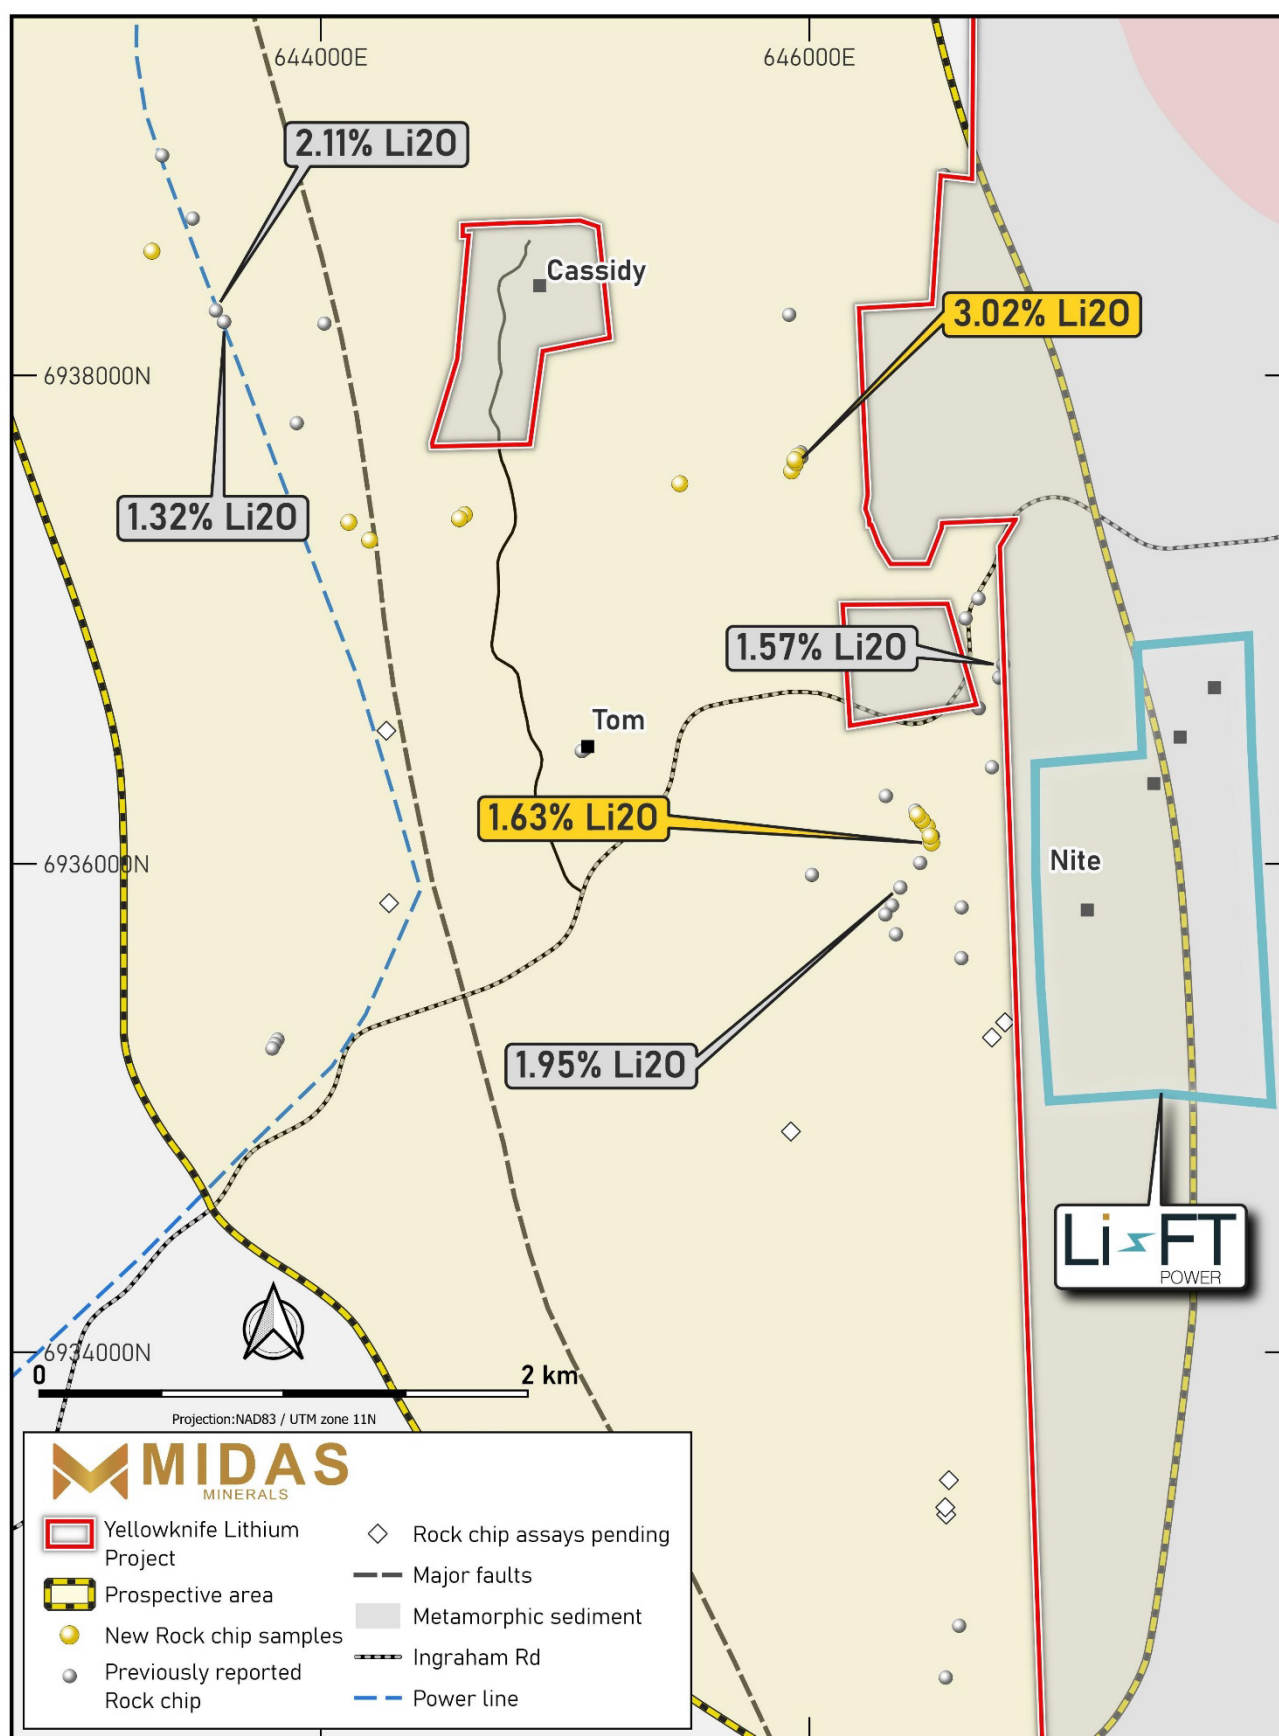 644000E
646000E
2.11% Li2O
Cassidy
3.02% Li2O
6938000N
1.32% Li2O
1.57% Li2O
Tom
1.63% Li2O
6936000N
Nite
1.95% Li2O
Li FT
POWER
6934000N
0
2 km
Projection:NAD83 / UTM zone 11N
MIDAS
MINERALS
Yellowknife Lithium
Project
Prospective area
New Rock chip samples
Previously reported
Rock chip
Rock chip assays pending
Major faults
Metamorphic sediment
Ingraham Rd
Power line